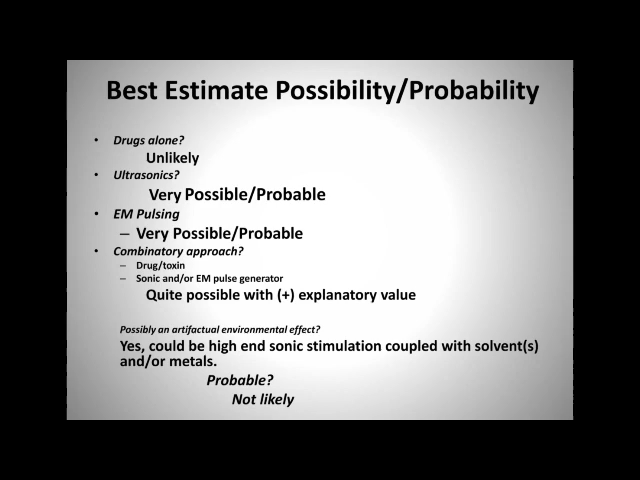 Best Estimate Possibility/Probability
• Drugs alone?
Unlikely
• Ultrasonics?
Very Possible/Probable
• EM Pulsing
– Very Possible/Probable
• Combinatory approach?
– Drug/toxin
– Sonic and/or EM pulse generator
Quite possible with (+) explanatory value
Possibly an artifactual environmental effect?
Yes, could be high end sonic stimulation coupled with solvent(s)
and/or metals.
Probable?
Not likely